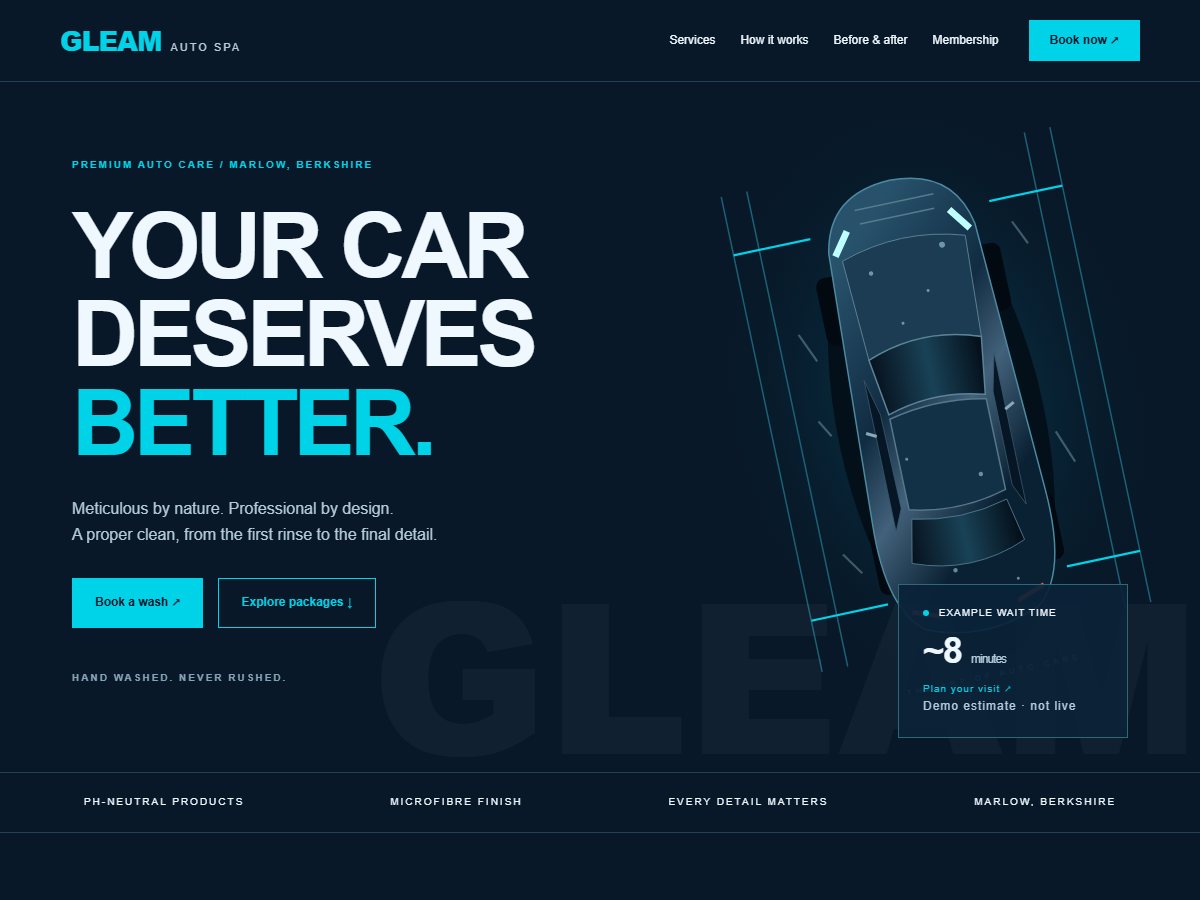 GLEAM AUTO SPA
Services
How it works
Before & after
Membership
Book now ↗
PREMIUM AUTO CARE / MARLOW, BERKSHIRE
YOUR CAR
DESERVES
BETTER.
Meticulous by nature. Professional by design.
A proper clean, from the first rinse to the final detail.
Book a wash ↗
Explore packages ↓
HAND WASHED. NEVER RUSHED.
GLEAM
EXAMPLE WAIT TIME
~8 minutes
Plan your visit ↗
Demo estimate · not live
PH-NEUTRAL PRODUCTS
MICROFIBRE FINISH
EVERY DETAIL MATTERS
MARLOW, BERKSHIRE